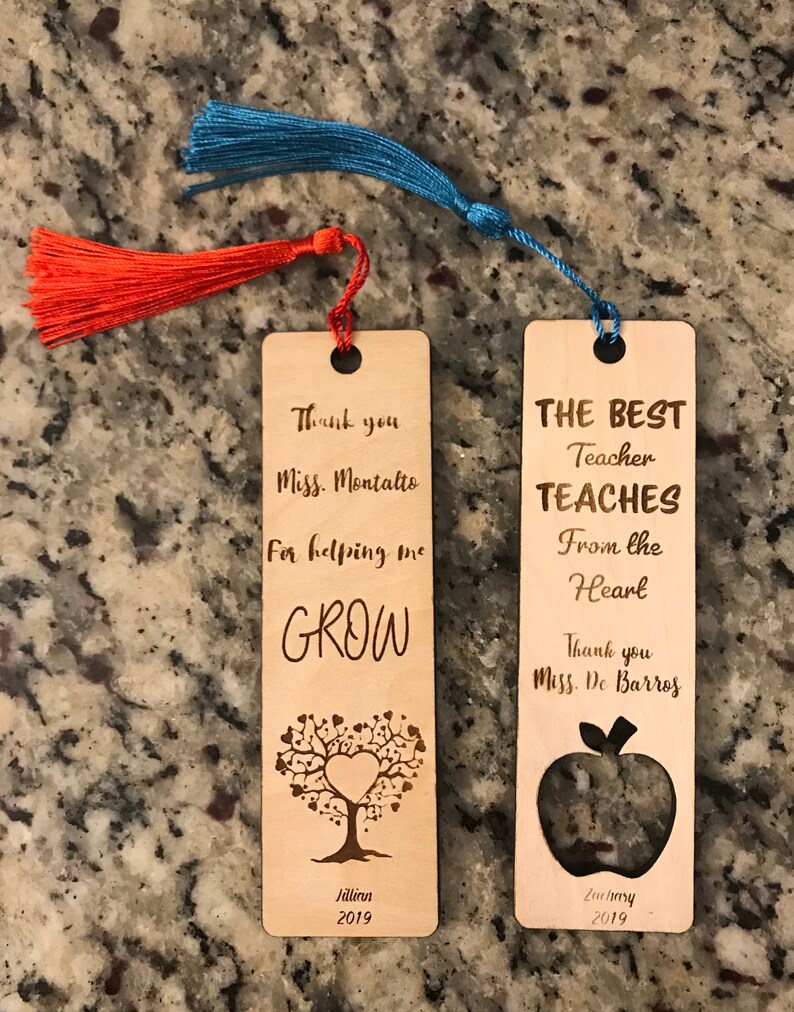 Thank you
Miss. Montalto
For helping me
GROW
Jillian
2019
THE BEST
Teacher
TEACHES
From the
Heart
Thank you
Miss. De Barros
Zachary
2019